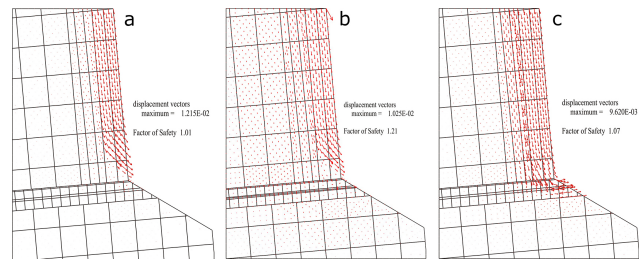 a
displacement vectors
maximum = 1.215E-02
Factor of Safety 1.01
b
displacement vectors
maximum = 1.025E-02
Factor of Safety 1.21
c
displacement vectors
maximum = 9.620E-03
Factor of Safety 1.07